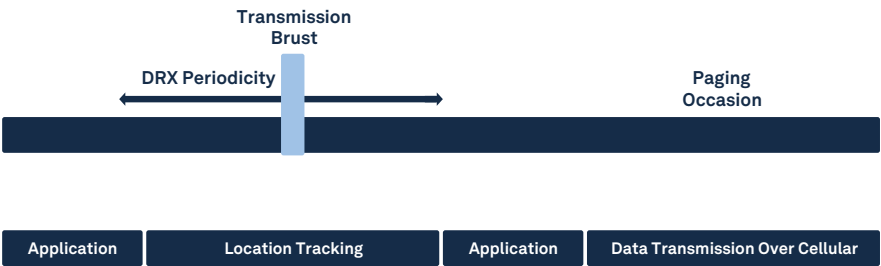 Transmission
Brust
DRX Periodicity
Paging
Occasion
Application
Location Tracking
Application
Data Transmission Over Cellular